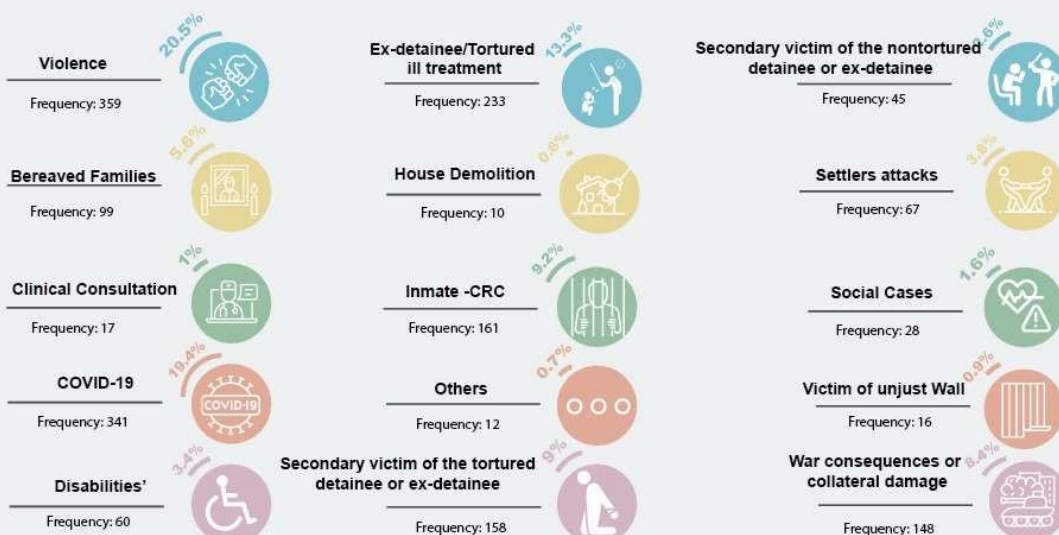 20.5%
Violence
Frequency: 359
13.3%
Ex-detainee/Tortured
ill treatment
Frequency: 233
2.6%
Secondary victim of the nontortured
detainee or ex-detainee
Frequency: 45
5.6%
Bereaved Families
Frequency: 99
0.6%
House Demolition
Frequency: 10
3.8%
Settlers attacks
Frequency: 67
1%
Clinical Consultation
Frequency: 17
9.2%
Inmate -CRC
Frequency: 161
1.6%
Social Cases
Frequency: 28
19.4%
COVID-19
COVID-19
Frequency: 341
0.7%
Others
Frequency: 12
0.9%
Victim of unjust Wall
Frequency: 16
3.4%
Disabilities’
Frequency: 60
9%
Secondary victim of the tortured
detainee or ex-detainee
Frequency: 158
8.4%
War consequences or
collateral damage
Frequency: 148